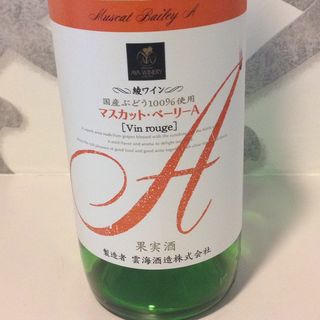 Muscat Bailey A
AYA WINERY
綾ワイン
国産ぶどう100%使用
マスカット・ベーリーA
[Vin rouge]
A
果実酒
製造者 雲海酒造株式会社